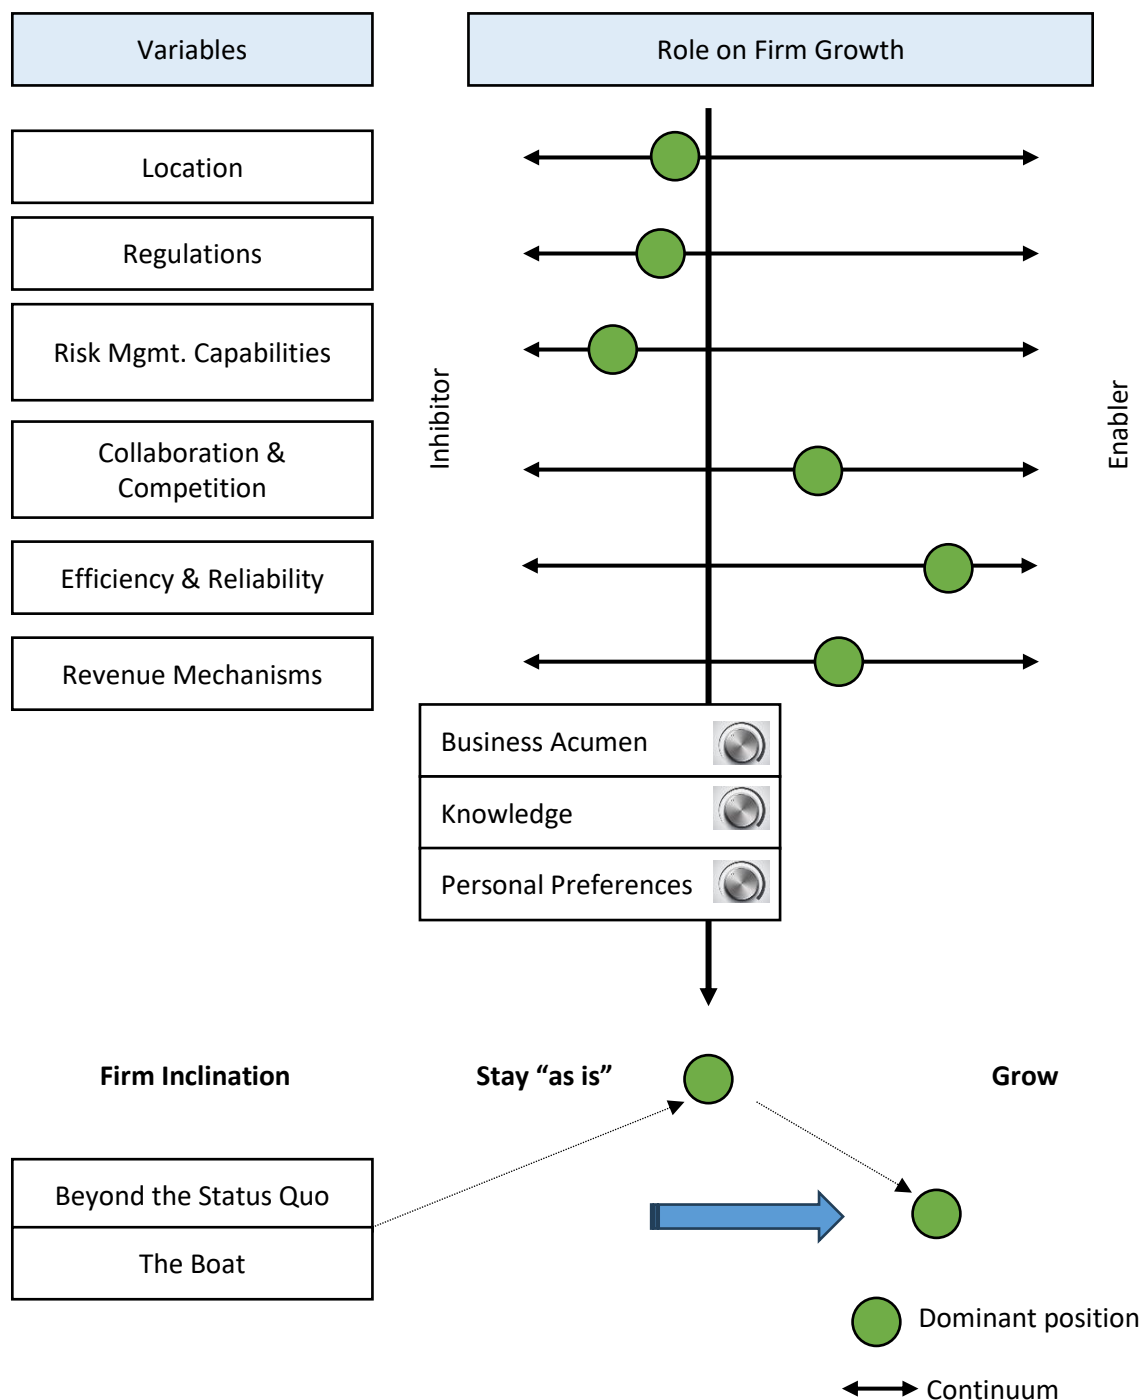 Variables
Role on Firm Growth
Location
Regulations
Risk Mgmt. Capabilities
Inhibitor
Enabler
Collaboration &
Competition
Efficiency & Reliability
Revenue Mechanisms
Business Acumen
Knowledge
Personal Preferences
Firm Inclination
Stay “as is”
Grow
Beyond the Status Quo
The Boat
Dominant position
Continuum